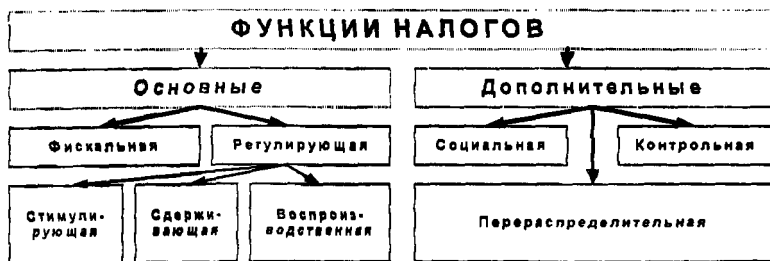 ФУНКЦИИ НАЛОГОВ
Основные
Дополнительные
Фискальная
Регулирующая
Социальная
Контрольная
Стимули-
рующая
Сдержи-
вающая
Воспроиз-
водственная
Перераспределительная